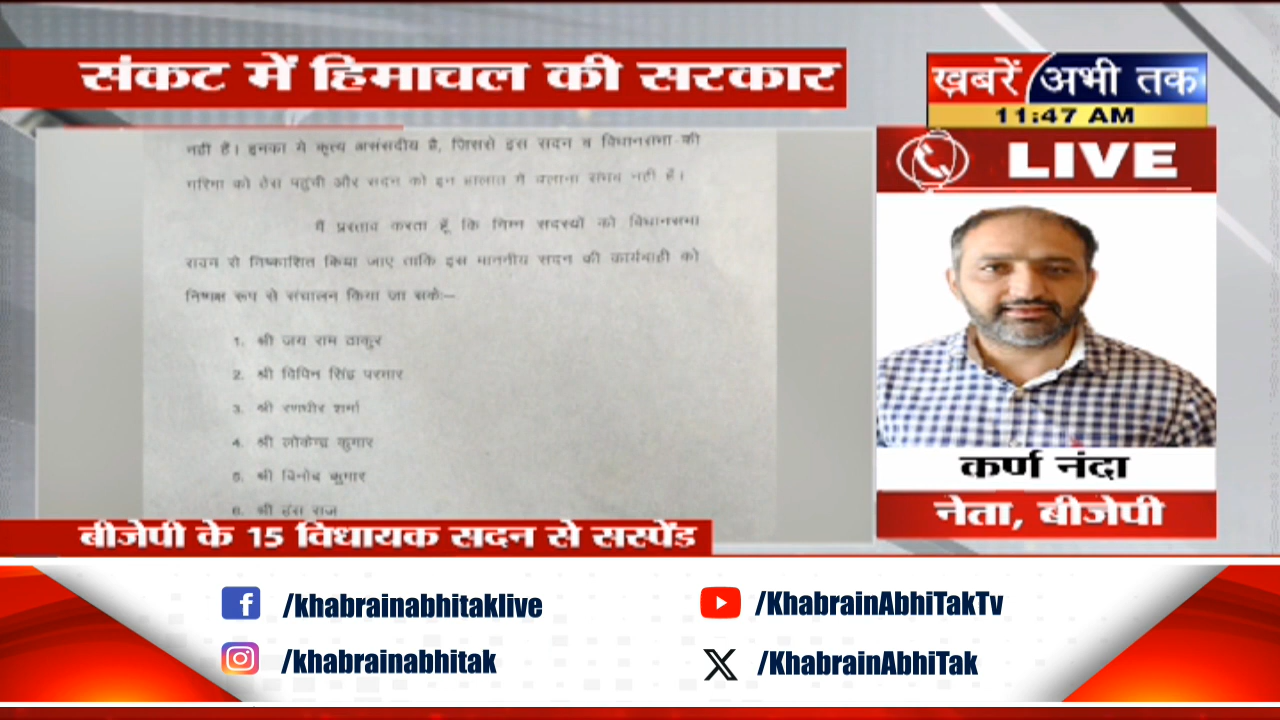 संकट में हिमाचल की सरकार
ख़बरें अभी तक
11:47 AM
LIVE
नही हैं। इनका ये कृत्य असंसदीय है, जिससे इस सदन व विधानसभा की
गरिमा को ठेस पहुंची और सदन को इन हालात में चलाना संभव नही है।
मैं प्रस्ताव करता हूँ कि निम्न सदस्यों को विधानसभा
सदन से निष्कासित किया जाए ताकि इस माननीय सदन की कार्यवाही को
निष्पक्ष रूप से संचालन किया जा सके:—
1. श्री जय राम ठाकुर
2. श्री विपिन सिंह परमार
3. श्री रणधीर शर्मा
4. श्री लोकेन्द्र कुमार
5. श्री विनोद कुमार
6. श्री हंस राज
कर्ण नंदा
नेता, बीजेपी
बीजेपी के 15 विधायक सदन से सस्पेंड
/khabrainabhitaklive
/KhabrainAbhiTakTv
/khabrainabhitak
/KhabrainAbhiTak